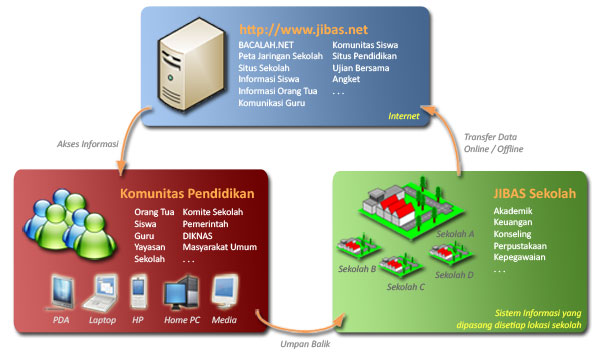 http://www.jibas.net
BACALAH.NET
Peta Jaringan Sekolah
Situs Sekolah
Informasi Siswa
Informasi Orang Tua
Komunikasi Guru
Komunitas Siswa
Situs Pendidikan
Ujian Bersama
Angket
. . .
Internet
Akses Informasi
Transfer Data
Online / Offline
Komunitas Pendidikan
Orang Tua
Siswa
Guru
Yayasan
Sekolah
Komite Sekolah
Pemerintah
DIKNAS
Masyarakat Umum
. . .
PDA
Laptop
HP
Home PC
Media
JIBAS Sekolah
Akademik
Keuangan
Konseling
Perpustakaan
Kepegawaian
. . .
Sekolah A
Sekolah B
Sekolah C
Sekolah D
Sistem Informasi yang
dipasang disetiap lokasi sekolah
Umpan Balik